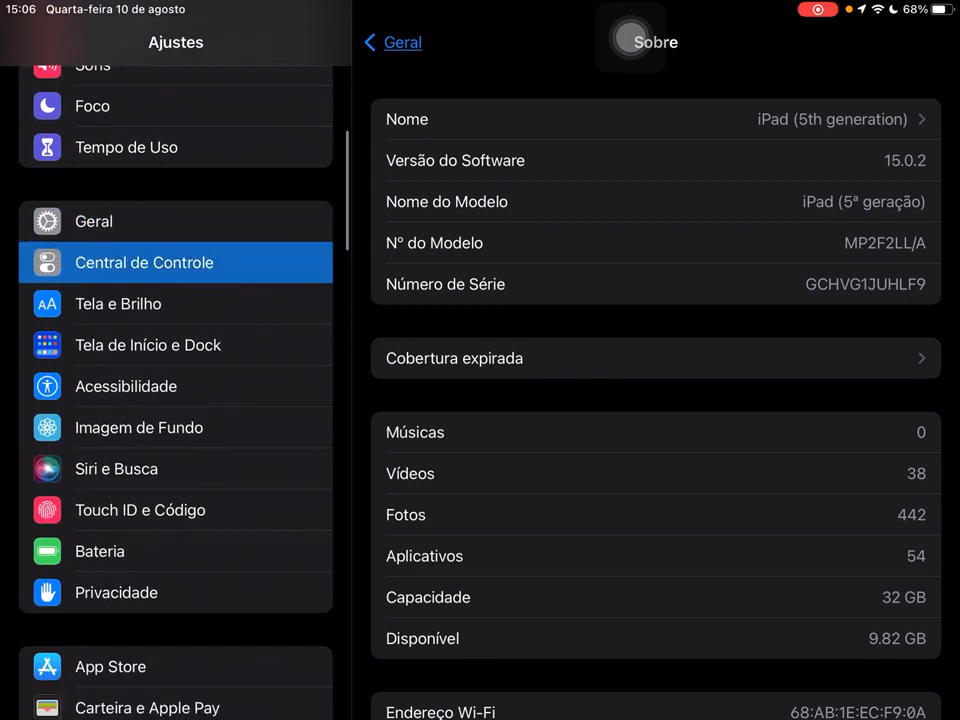 15:06 Quarta-feira 10 de agosto
68%
Ajustes
Sons
Foco
Tempo de Uso
Geral
Central de Controle
AA Tela e Brilho
Tela de Início e Dock
Acessibilidade
Imagem de Fundo
Siri e Busca
Touch ID e Código
Bateria
Privacidade
App Store
Carteira e Apple Pay
Geral
Sobre
Nome iPad (5th generation)
Versão do Software 15.0.2
Nome do Modelo iPad (5ª geração)
Nº do Modelo MP2F2LL/A
Número de Série GCHVG1JUHLF9
Cobertura expirada
Músicas 0
Vídeos 38
Fotos 442
Aplicativos 54
Capacidade 32 GB
Disponível 9.82 GB
Endereço Wi-Fi 68:AB:1E:EC:F9:0A